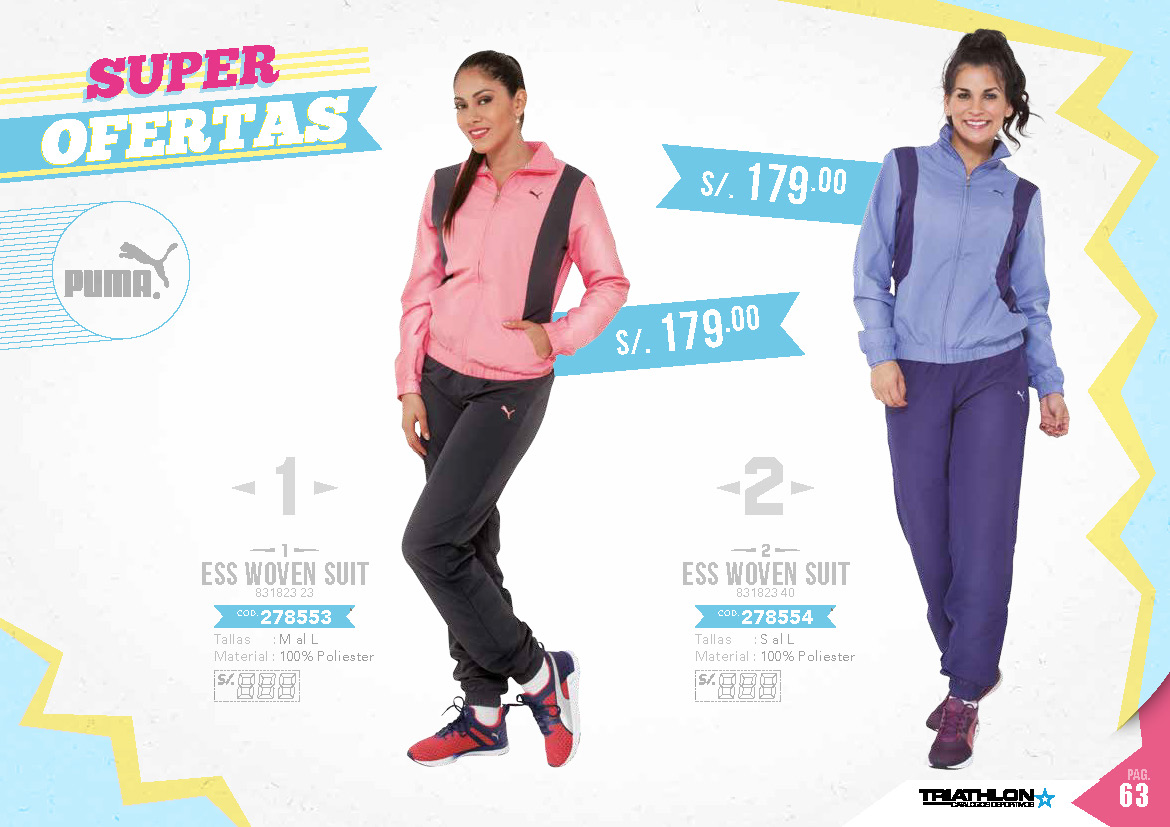 SUPER
OFERTAS
PUMA.
S/. 179.00
S/. 179.00
1
1
ESS WOVEN SUIT
831823 23
COD. 278553
Tallas : M al L
Material : 100% Poliester
S/. 888
2
2
ESS WOVEN SUIT
831823 40
COD. 278554
Tallas : S al L
Material : 100% Poliester
S/. 888
TRIATHLON
CATALOGOS DEPORTIVOS
PAG.
63